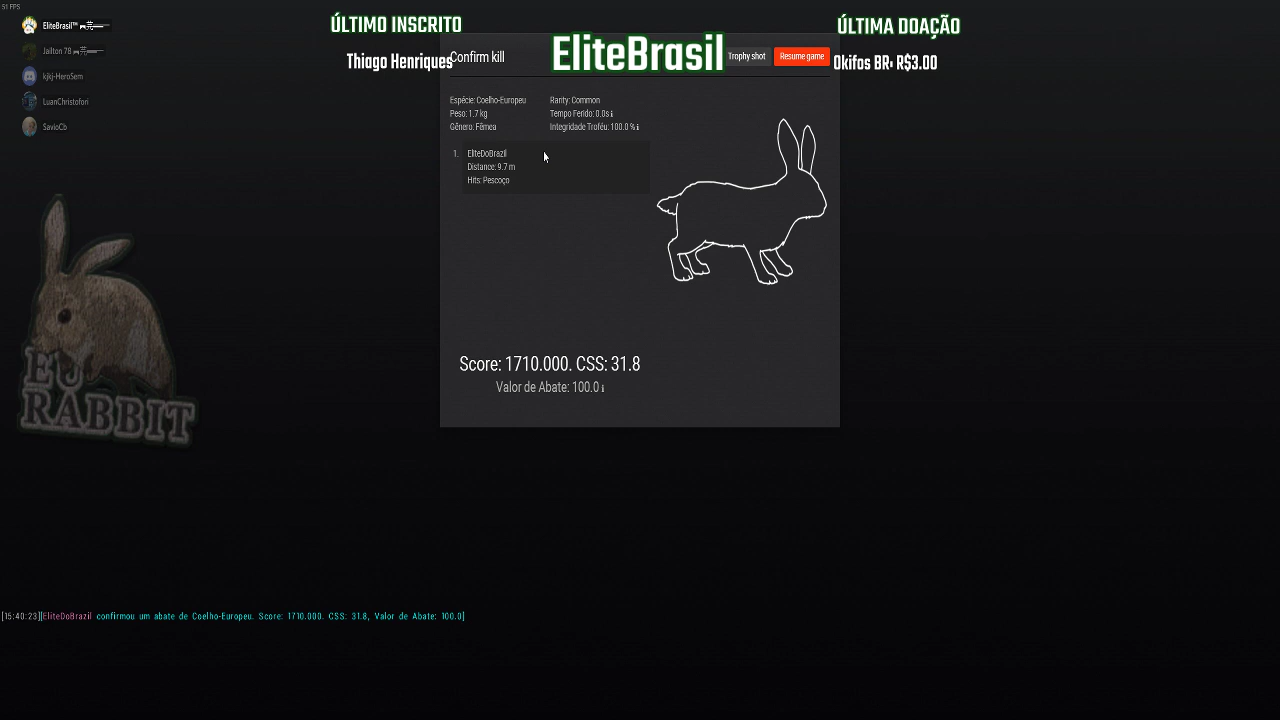 51 FPS
EliteBrasil™
Jailton 78
kjkj-HeroSem
LuanChristofori
SavioCb
ÚLTIMO INSCRITO
Thiago Henriques
EliteBrasil
ÚLTIMA DOAÇÃO
Okifos BR: R$3.00
Confirm kill
Trophy shot
Resume game
Espécie: Coelho-Europeu
Peso: 1.7 kg
Gênero: Fêmea
Rarity: Common
Tempo Ferido: 0.0s i
Integridade Troféu: 100.0 % i
1. EliteDoBrazil
Distance: 9.7 m
Hits: Pescoço
EJ
RABBIT
Score: 1710.000. CSS: 31.8
Valor de Abate: 100.0 i
[15:40:23][EliteDoBrazil confirmou um abate de Coelho-Europeu. Score: 1710.000. CSS: 31.8, Valor de Abate: 100.0]